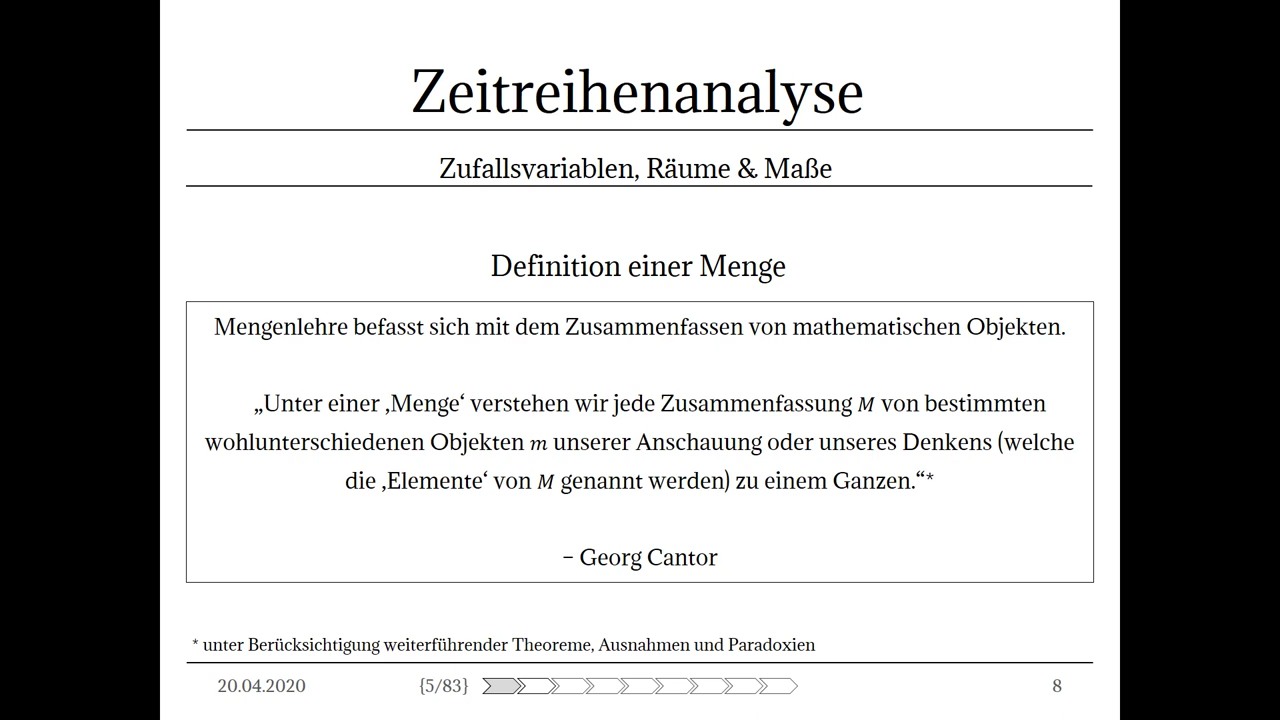 Zeitreihenanalyse
Zufallsvariablen, Räume & Maße
Definition einer Menge
Mengenlehre befasst sich mit dem Zusammenfassen von mathematischen Objekten.
„Unter einer ‚Menge‘ verstehen wir jede Zusammenfassung M von bestimmten
wohlunterschiedenen Objekten m unserer Anschauung oder unseres Denkens (welche
die ‚Elemente‘ von M genannt werden) zu einem Ganzen.“*
– Georg Cantor
* unter Berücksichtigung weiterführender Theoreme, Ausnahmen und Paradoxien
20.04.2020 {5/83} 8